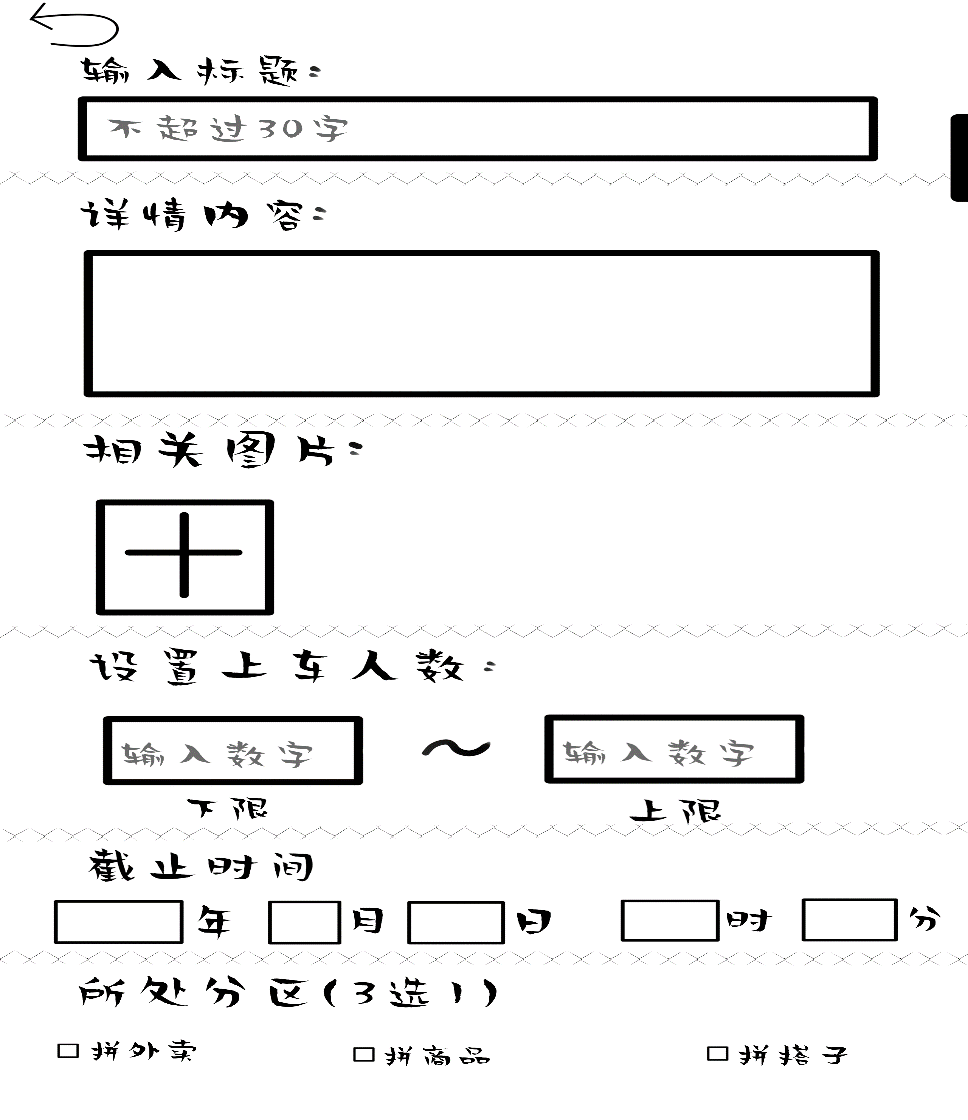 输入标题:
不超过30字
详情内容:
相关图片:
设置上车人数:
输入数字 ～ 输入数字
下限 上限
截止时间
年 月 日 时 分
所处分区(3选1)
拼外卖 拼商品 拼搭子